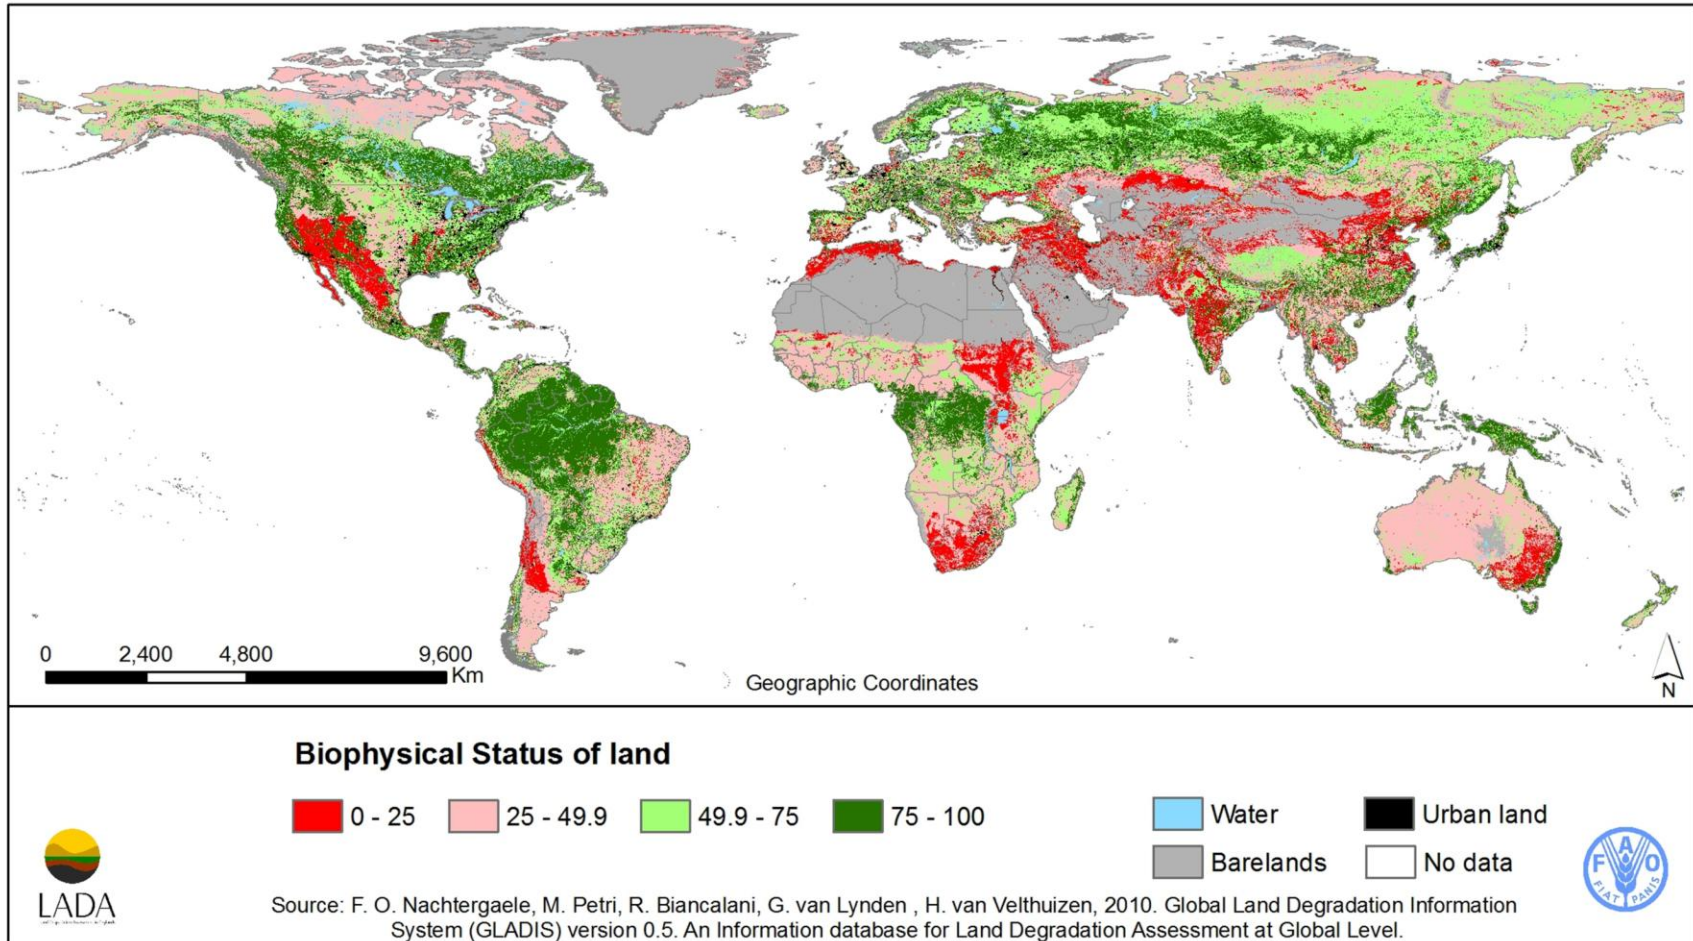 0 2,400 4,800 9,600
Km
Geographic Coordinates
N
Biophysical Status of land
0 - 25
25 - 49.9
49.9 - 75
75 - 100
Water
Urban land
Barelands
No data
LADA
F A O
FIAT PANIS
Source: F. O. Nachtergaele, M. Petri, R. Biancalani, G. van Lynden , H. van Velthuizen, 2010. Global Land Degradation Information
System (GLADIS) version 0.5. An Information database for Land Degradation Assessment at Global Level.